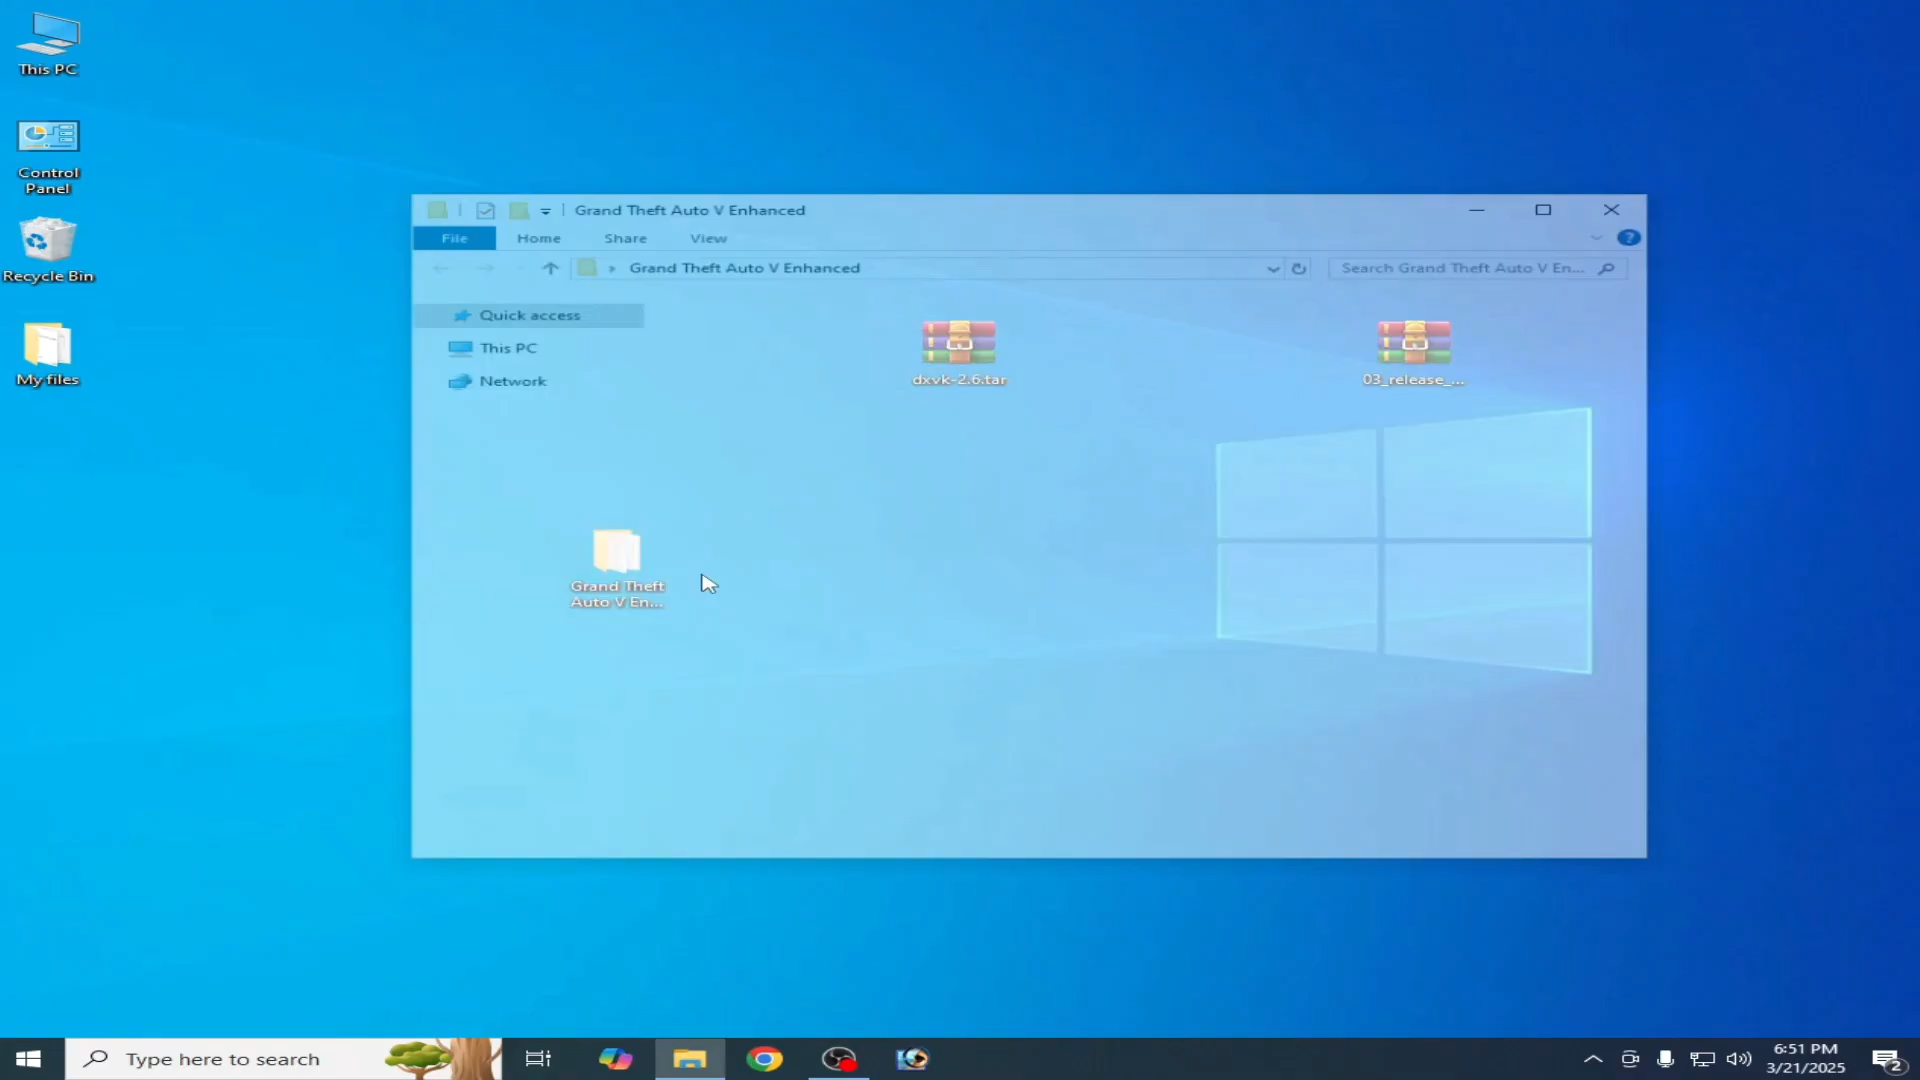 This PC
Control
Panel
Recycle Bin
My files
Grand Theft Auto V Enhanced
File
Home
Share
View
Grand Theft Auto V Enhanced
Search Grand Theft Auto V En...
Quick access
This PC
Network
dxvk-2.6.tar
03_release_...
Grand Theft
Auto V En...
Type here to search
6:51 PM
3/21/2025
2